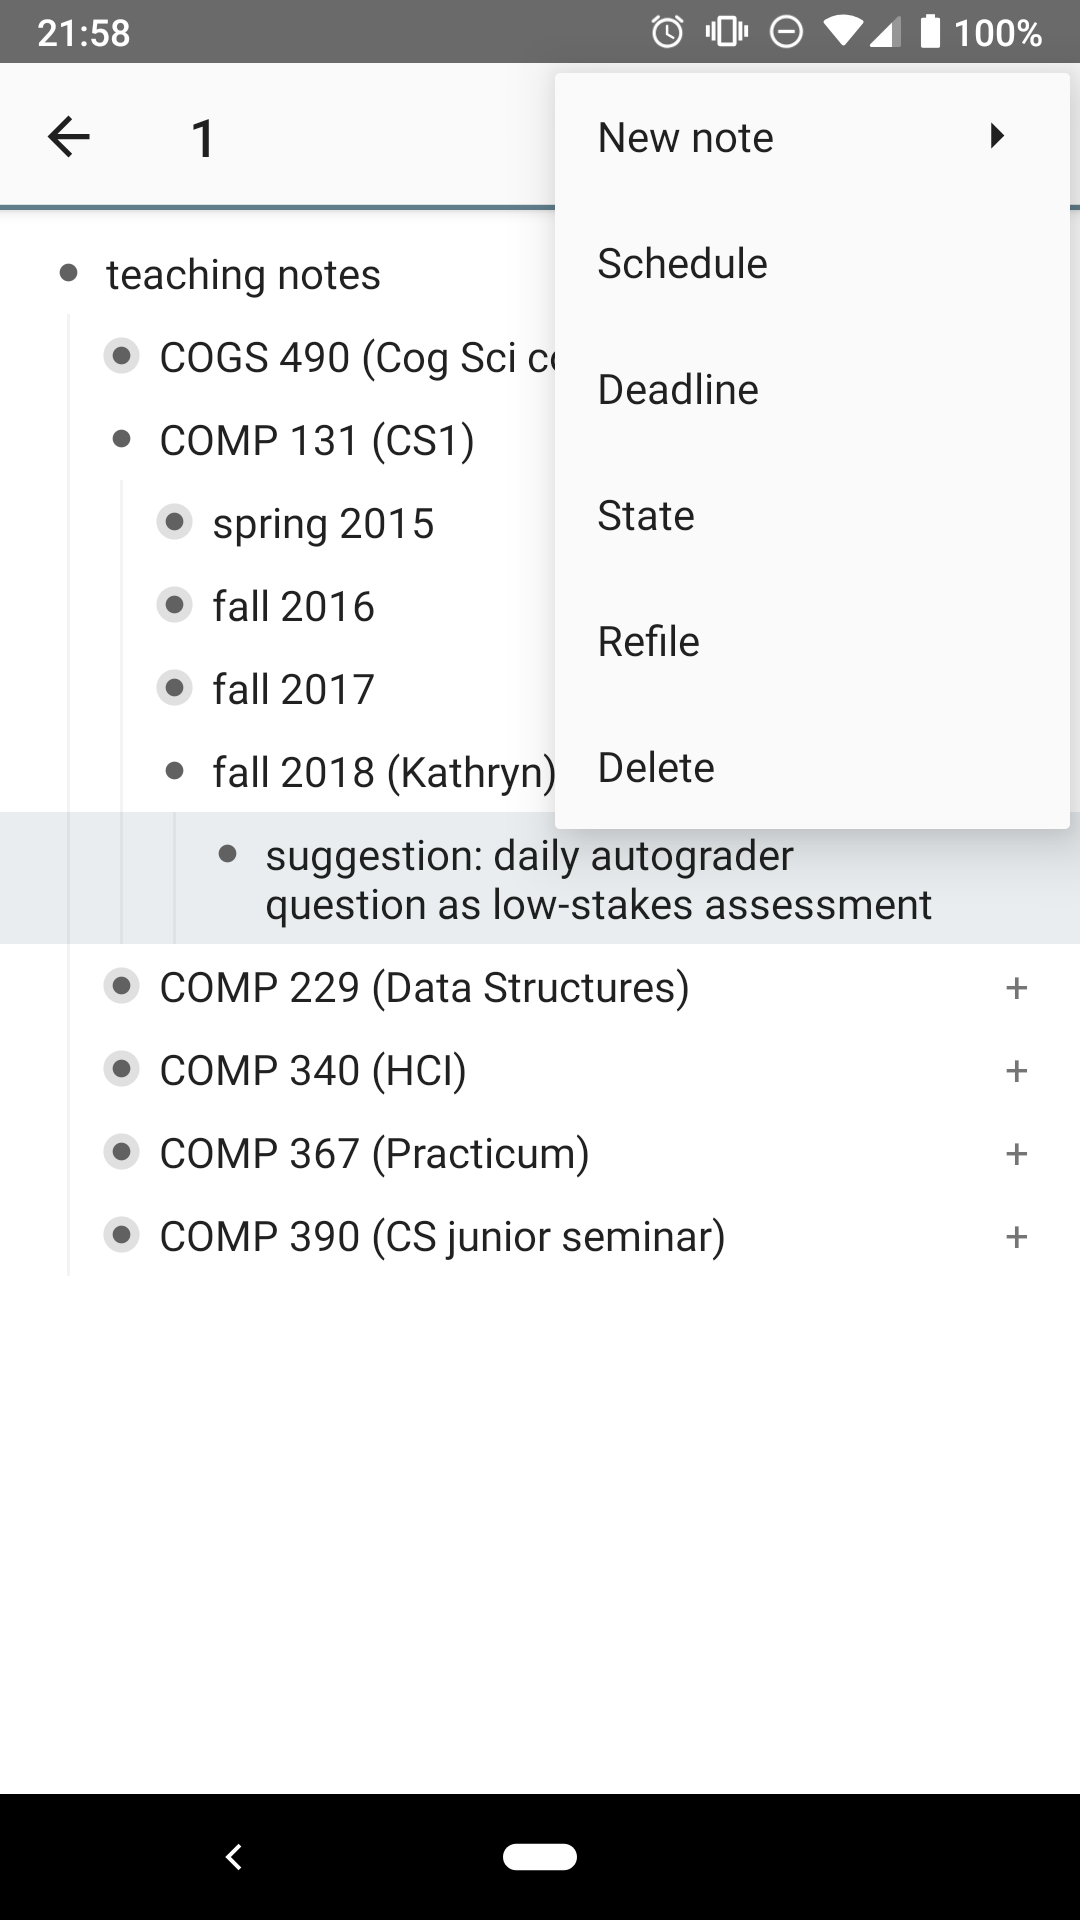 21:58
100%
1
New note
Schedule
Deadline
State
Refile
Delete
teaching notes
COGS 490 (Cog Sci
COMP 131 (CS1)
spring 2015
fall 2016
fall 2017
fall 2018 (Kathryn)
suggestion: daily autograder
question as low-stakes assessment
COMP 229 (Data Structures) +
COMP 340 (HCI) +
COMP 367 (Practicum) +
COMP 390 (CS junior seminar) +